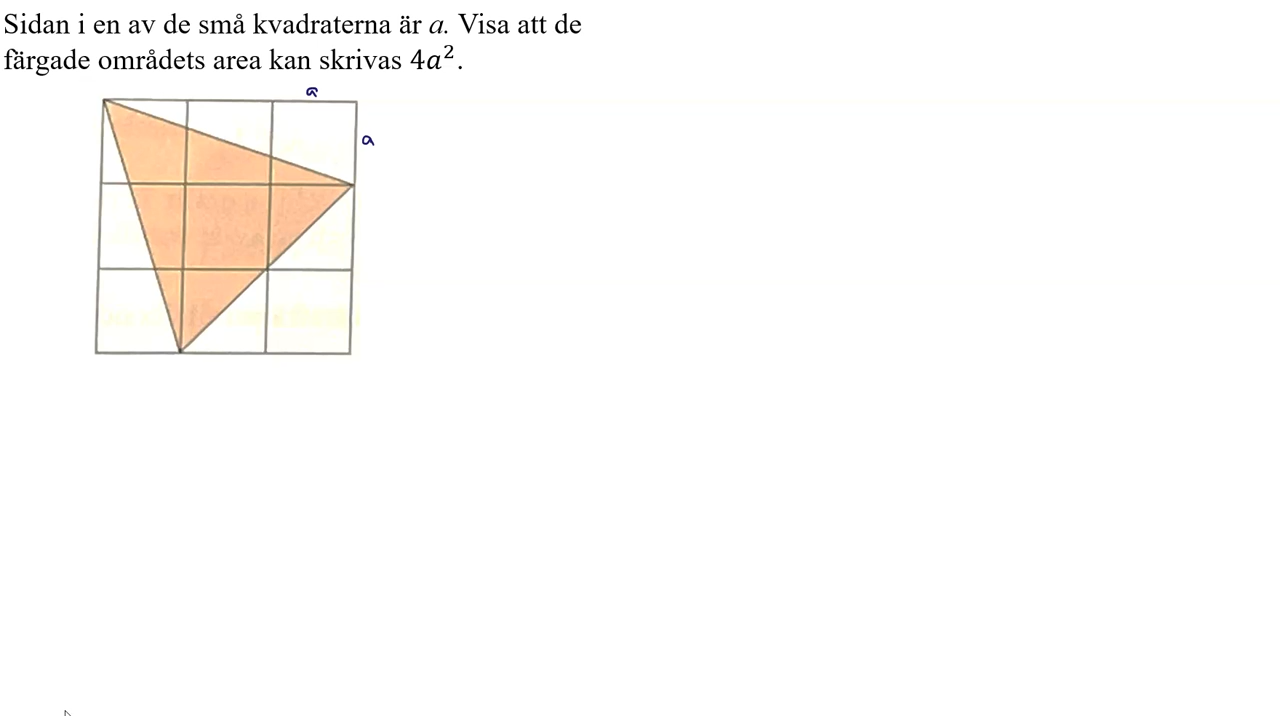 Sidan i en av de små kvadraterna är a. Visa att de
färgade områdets area kan skrivas 4a².
a
a